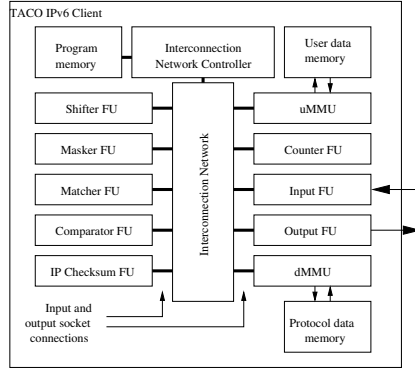 TACO IPv6 Client
Program
memory
Interconnection
Network Controller
User data
memory
Shifter FU
uMMU
Masker FU
Counter FU
Matcher FU
Input FU
Comparator FU
Output FU
IP Checksum FU
dMMU
Interconnection Network
Input and
output socket
connections
Protocol data
memory